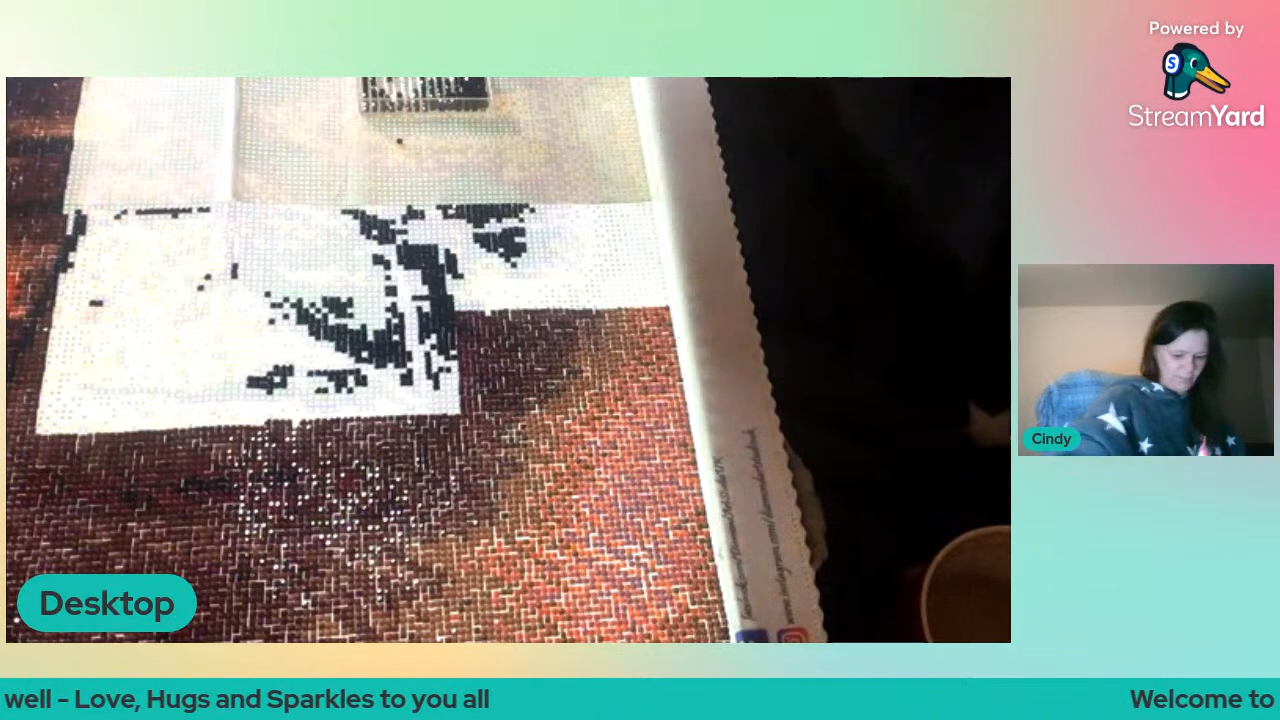 Powered by
StreamYard
S
Cindy
Desktop
well - Love, Hugs and Sparkles to you all
Welcome to